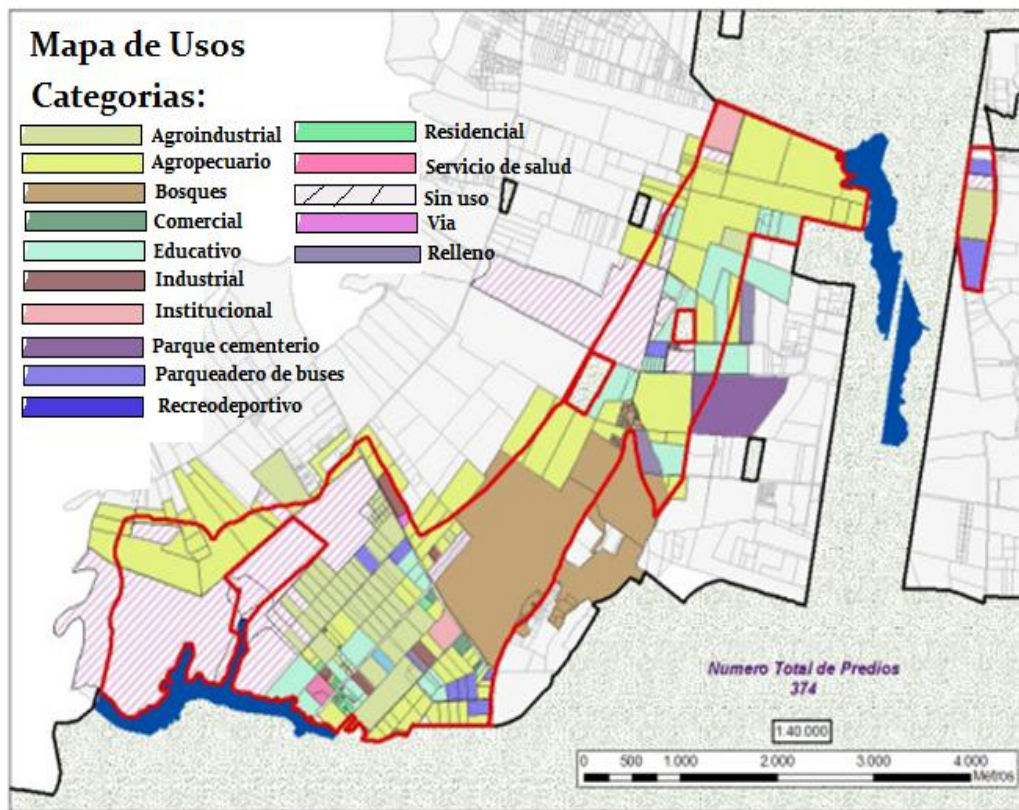 Mapa de Usos
Categorias:
Agroindustrial
Agropecuario
Bosques
Comercial
Educativo
Industrial
Institucional
Parque cementerio
Parqueadero de buses
Recreodeportivo
Residencial
Servicio de salud
Sin uso
Via
Relleno
Numero Total de Predios
374
1:40.000
0 500 1.000 2.000 3.000 4.000
Metros